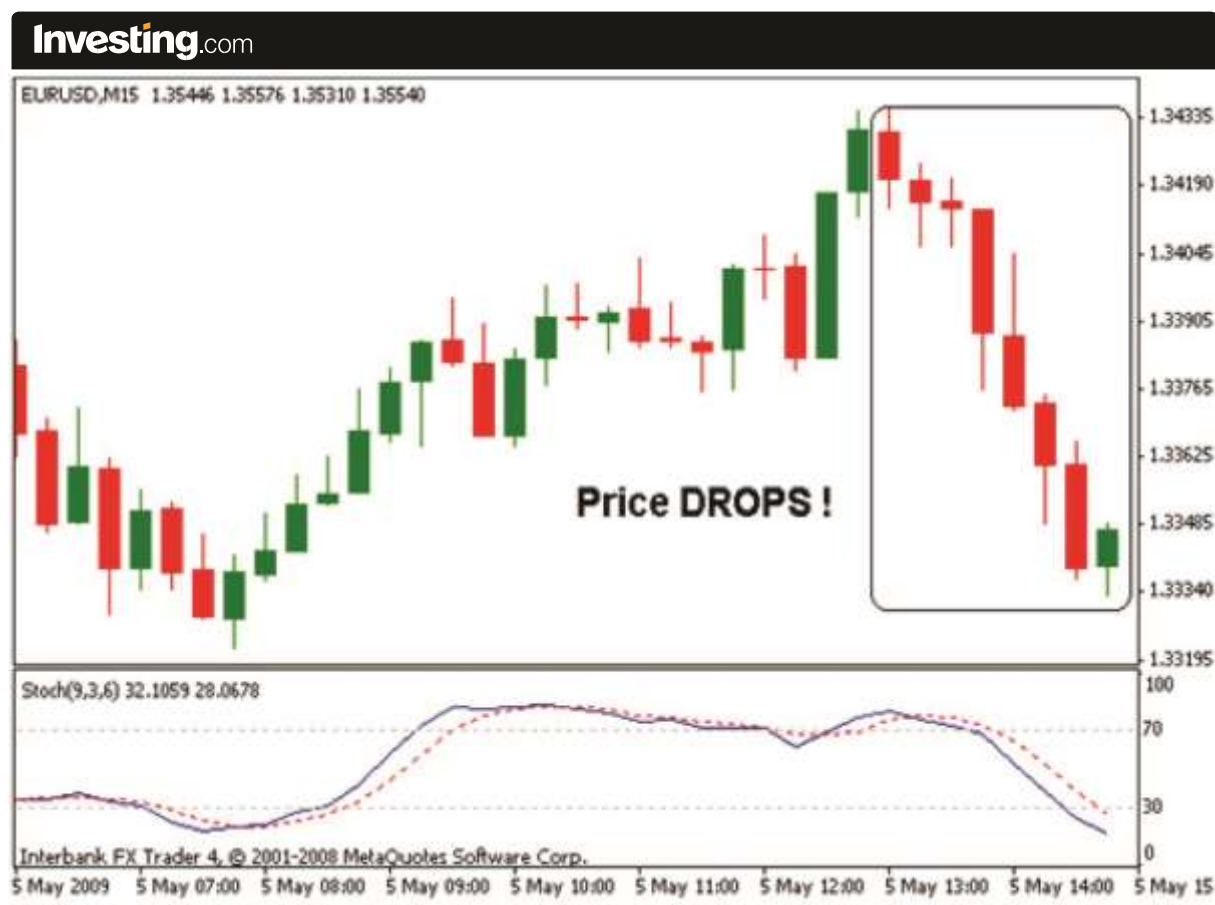 Investing.com
EURUSD,M15 1.35446 1.35576 1.35310 1.35540
1.34335
1.34190
1.34045
1.33905
1.33765
1.33625
Price DROPS !
1.33485
1.33340
1.33195
Stoch(9,3,6) 32.1059 28.0678
100
70
30
0
Interbank FX Trader 4, © 2001-2008 MetaQuotes Software Corp.
5 May 2009 5 May 07:00 5 May 08:00 5 May 09:00 5 May 10:00 5 May 11:00 5 May 12:00 5 May 13:00 5 May 14:00 5 May 15